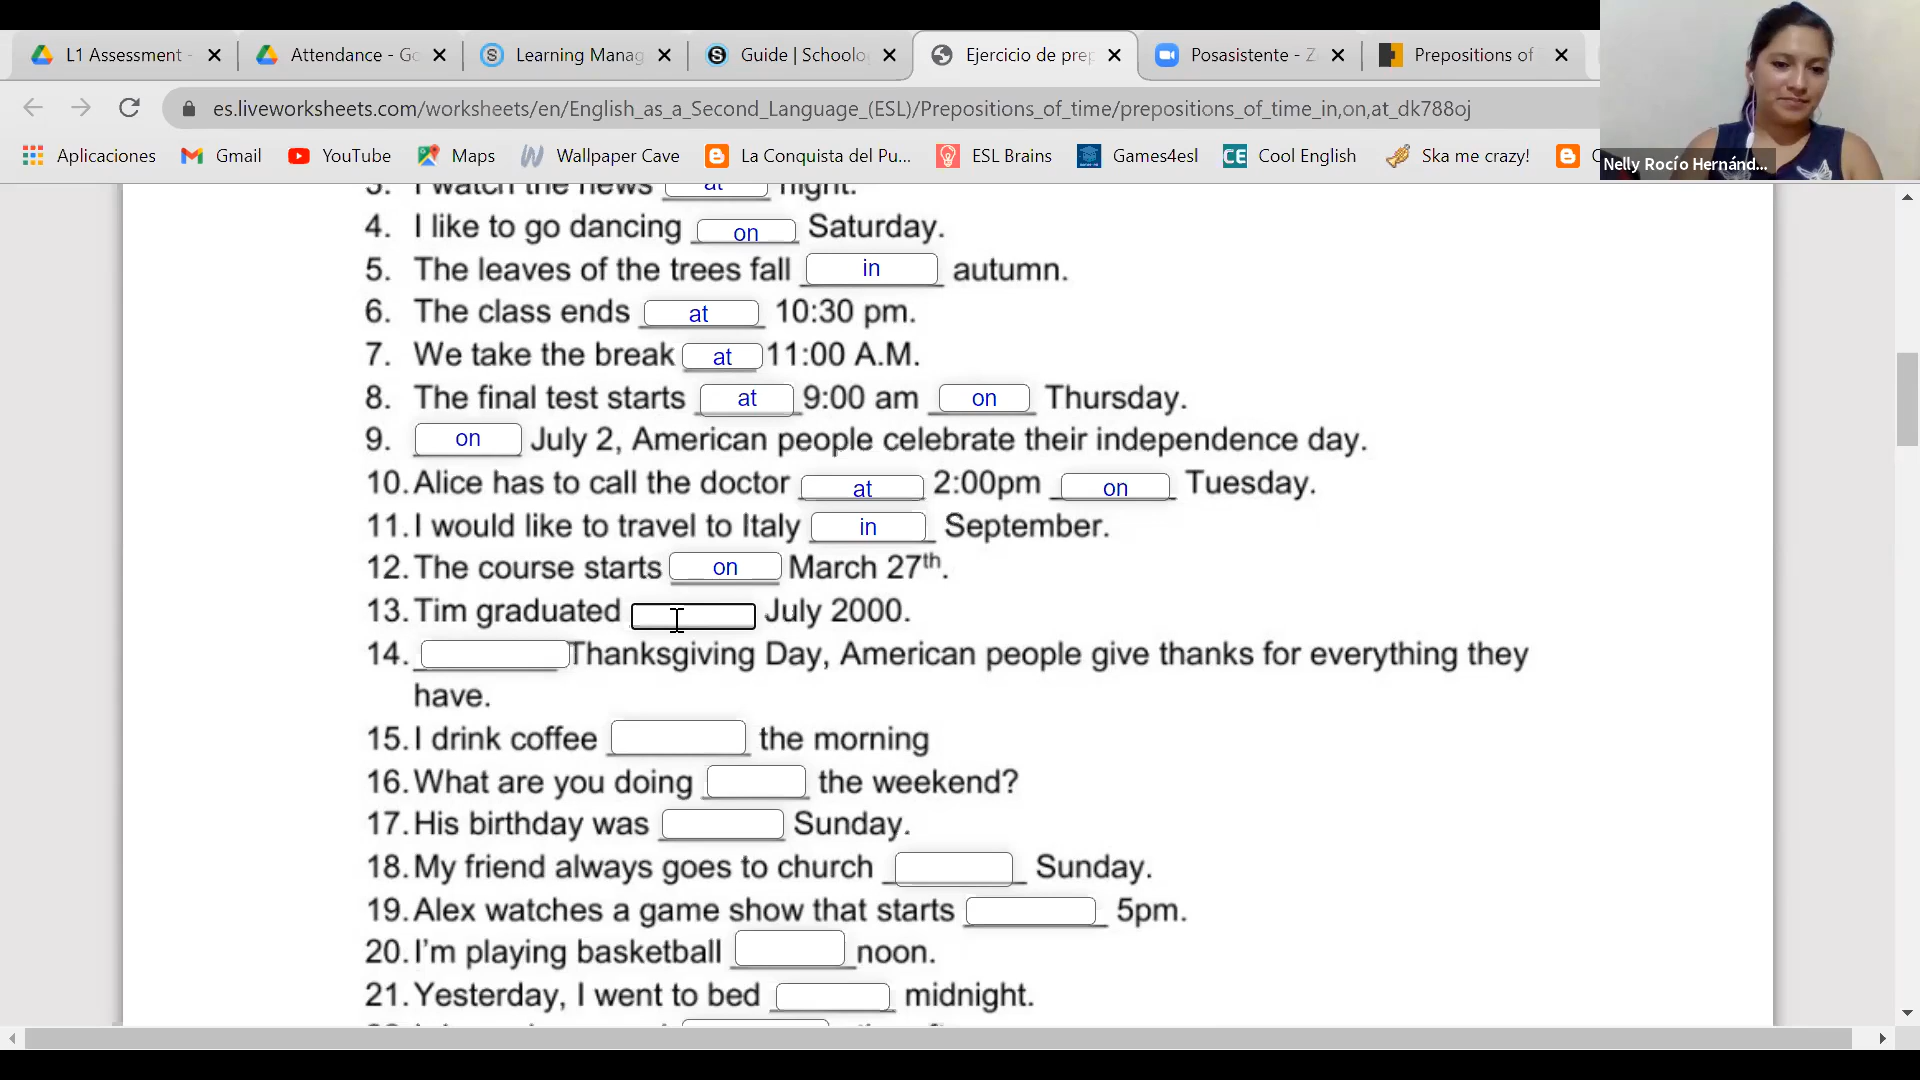 L1 Assessment -
Attendance - Go
Learning Manag
Guide | Schoolo
Ejercicio de prep
Posasistente - Z
Prepositions of
es.liveworksheets.com/worksheets/en/English_as_a_Second_Language_(ESL)/Prepositions_of_time/prepositions_of_time_in,on,at_dk788oj
Aplicaciones
Gmail
YouTube
Maps
Wallpaper Cave
La Conquista del Pu...
ESL Brains
Games4esl
CE Cool English
Ska me crazy!
Nelly Rocío Hernánd...
3. I watch the news at night.
4. I like to go dancing on Saturday.
5. The leaves of the trees fall in autumn.
6. The class ends at 10:30 pm.
7. We take the break at 11:00 A.M.
8. The final test starts at 9:00 am on Thursday.
9. on July 2, American people celebrate their independence day.
10. Alice has to call the doctor at 2:00pm on Tuesday.
11. I would like to travel to Italy in September.
12. The course starts on March 27th.
13. Tim graduated July 2000.
14. Thanksgiving Day, American people give thanks for everything they
have.
15. I drink coffee the morning
16. What are you doing the weekend?
17. His birthday was Sunday.
18. My friend always goes to church Sunday.
19. Alex watches a game show that starts 5pm.
20. I'm playing basketball noon.
21. Yesterday, I went to bed midnight.